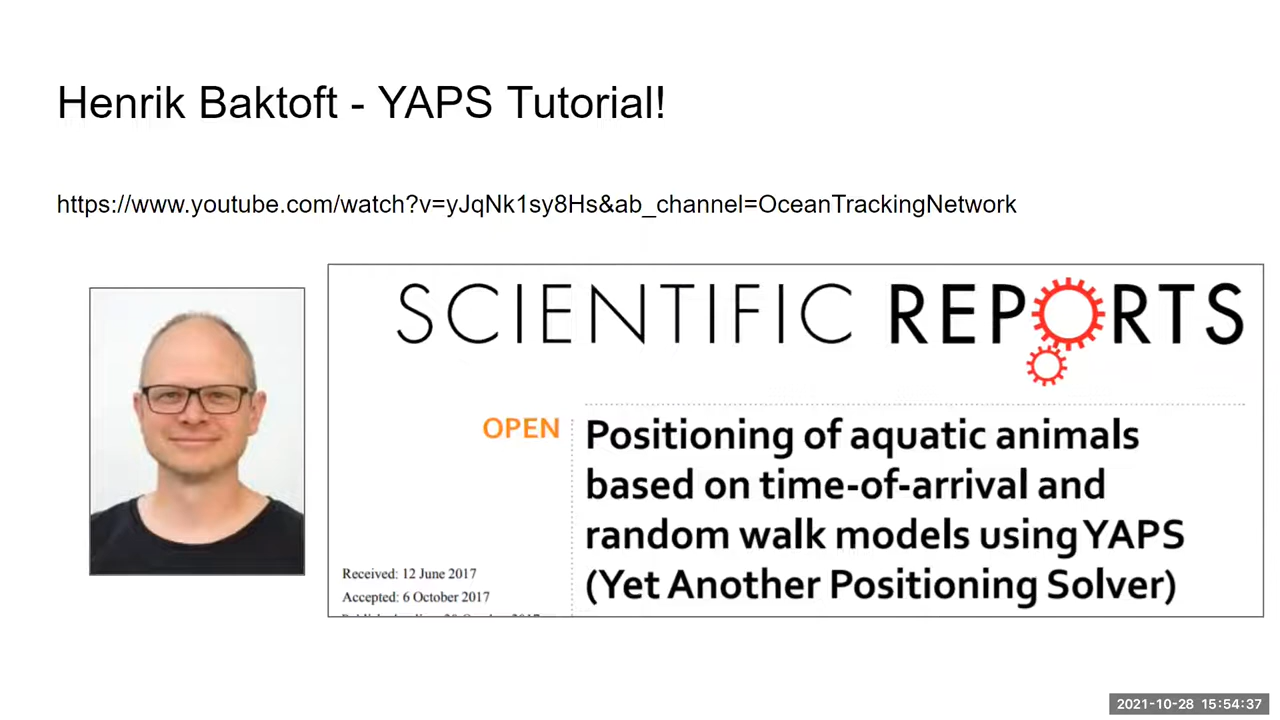 Henrik Baktoft - YAPS Tutorial!
https://www.youtube.com/watch?v=yJqNk1sy8Hs&ab_channel=OceanTrackingNetwork
SCIENTIFIC REPORTS
OPEN
Positioning of aquatic animals
based on time-of-arrival and
random walk models using YAPS
(Yet Another Positioning Solver)
Received: 12 June 2017
Accepted: 6 October 2017
2021-10-28 15:54:37